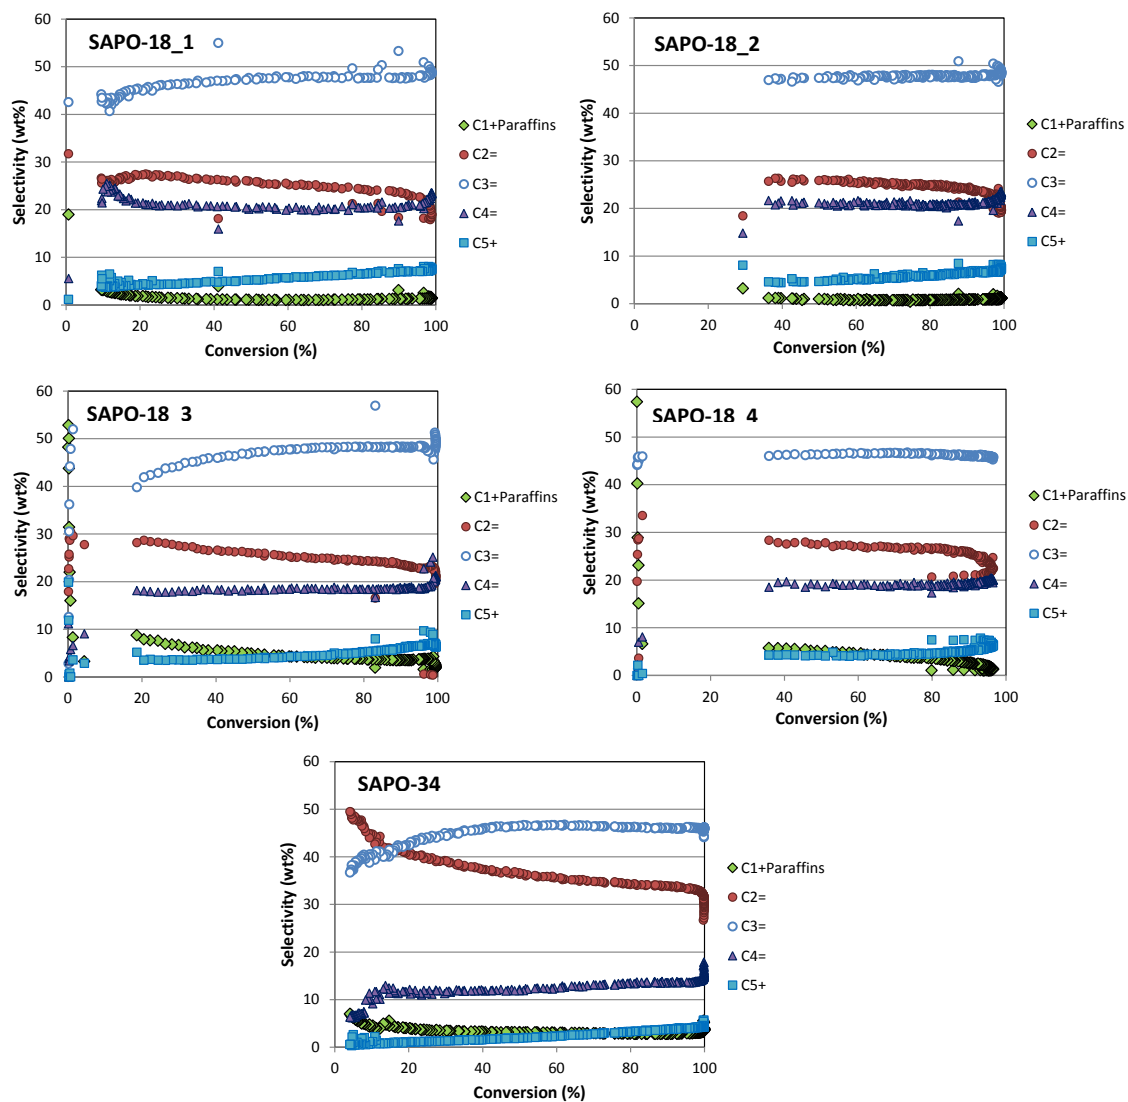 SAPO-18_1
Selectivity (wt%)
60
50
40
30
20
10
0
0 20 40 60 80 100
Conversion (%)
C1+Paraffins
C2=
C3=
C4=
C5+
SAPO-18_2
Selectivity (wt%)
60
50
40
30
20
10
0
0 20 40 60 80 100
Conversion (%)
C1+Paraffins
C2=
C3=
C4=
C5+
SAPO-18 3
Selectivity (wt%)
60
50
40
30
20
10
0
0 20 40 60 80 100
Conversion (%)
C1+Paraffins
C2=
C3=
C4=
C5+
SAPO-18 4
Selectivity (wt%)
60
50
40
30
20
10
0
0 20 40 60 80 100
Conversion (%)
C1+Paraffins
C2=
C3=
C4=
C5+
SAPO-34
Selectivity (wt%)
60
50
40
30
20
10
0
0 20 40 60 80 100
Conversion (%)
C1+Paraffins
C2=
C3=
C4=
C5+